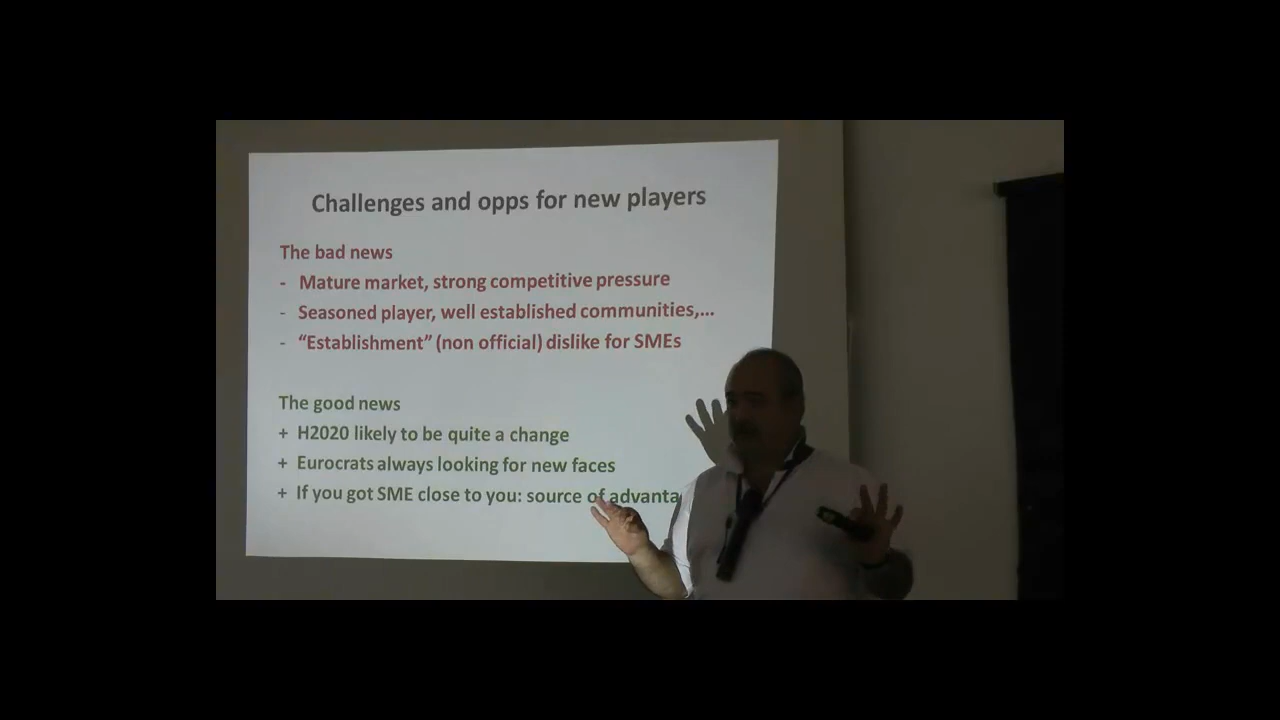 Challenges and opps for new players
The bad news
- Mature market, strong competitive pressure
- Seasoned player, well established communities,...
- “Establishment” (non official) dislike for SMEs
The good news
+ H2020 likely to be quite a change
+ Eurocrats always looking for new faces
+ If you got SME close to you: source of advanta